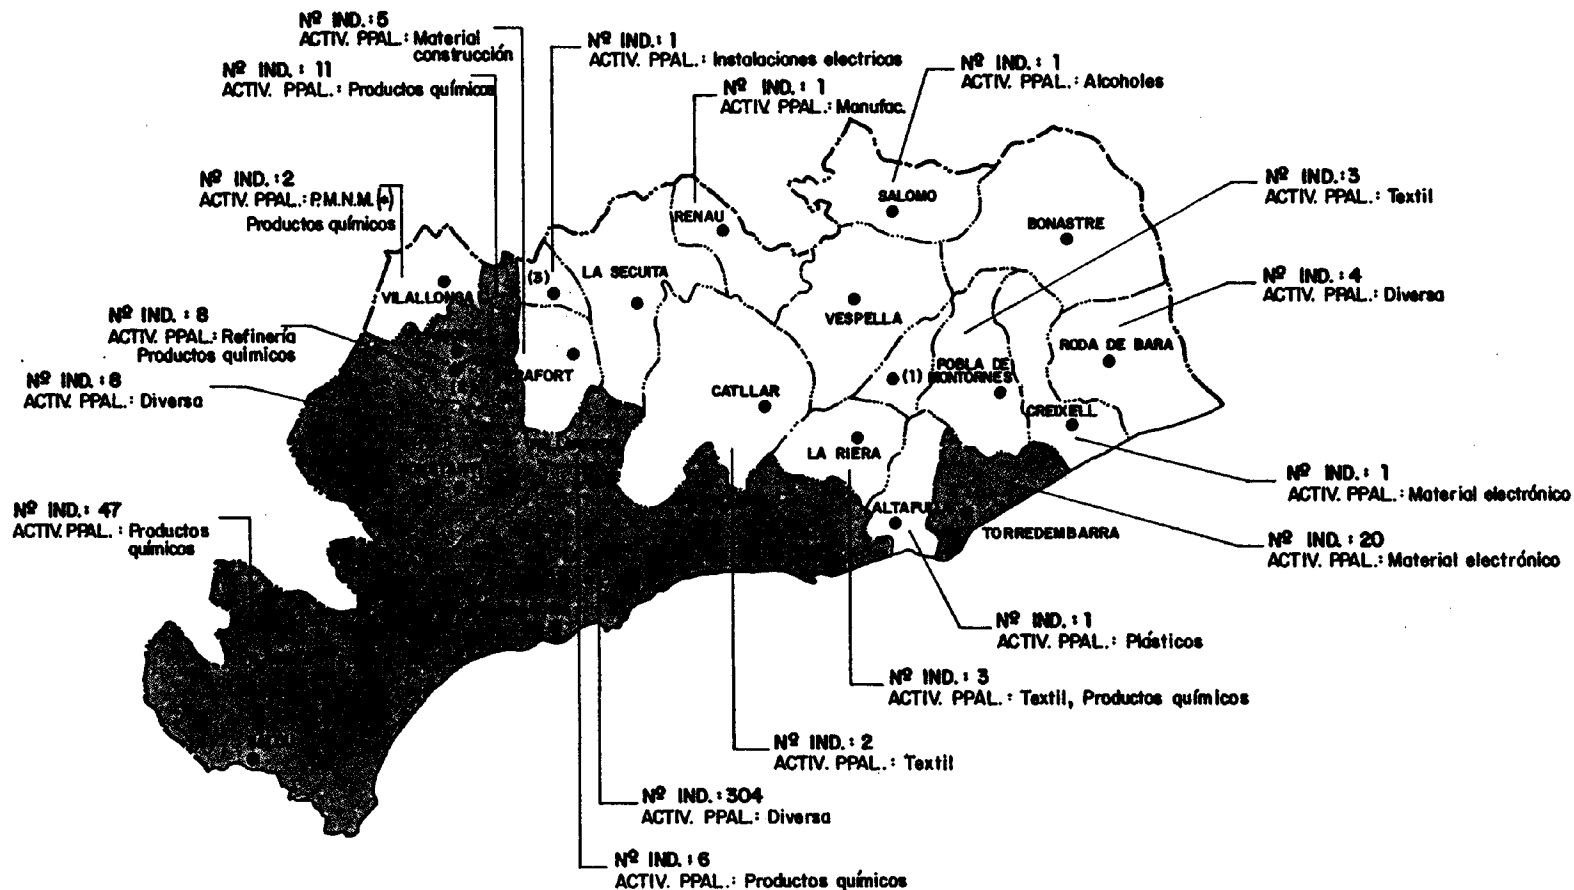 Nº IND.: 5
ACTIV. PPAL.: Material
construcción
Nº IND.: 1
ACTIV. PPAL.: Instalaciones electricas
Nº IND.: 11
ACTIV. PPAL.: Productos químicos
Nº IND.: 1
ACTIV. PPAL.: Manufac.
Nº IND.: 1
ACTIV. PPAL.: Alcoholes
Nº IND.: 2
ACTIV. PPAL.: P.M.N.M.(*)
Productos químicos
Nº IND.: 3
ACTIV. PPAL.: Textil
SALOMO
RENAU
BONASTRE
LA SECUITA
(3)
VILALLONGA
Nº IND.: 4
ACTIV. PPAL.: Diversa
Nº IND.: 8
ACTIV. PPAL.: Refinería
Productos químicos
VESPELLA
RODA DE BARA
POBLA DE
MONTORNES
(1)
RAFORT
CATLLAR
Nº IND.: 8
ACTIV. PPAL.: Diversa
CREIXELL
LA RIERA
Nº IND.: 1
ACTIV. PPAL.: Material electrónico
Nº IND.: 47
ACTIV. PPAL.: Productos
químicos
ALTAFU
TORREDEMBARRA
Nº IND.: 20
ACTIV. PPAL.: Material electrónico
Nº IND.: 1
ACTIV. PPAL.: Plásticos
Nº IND.: 3
ACTIV. PPAL.: Textil, Productos químicos
Nº IND.: 2
ACTIV. PPAL.: Textil
Nº IND.: 304
ACTIV. PPAL.: Diversa
Nº IND.: 6
ACTIV. PPAL.: Productos químicos